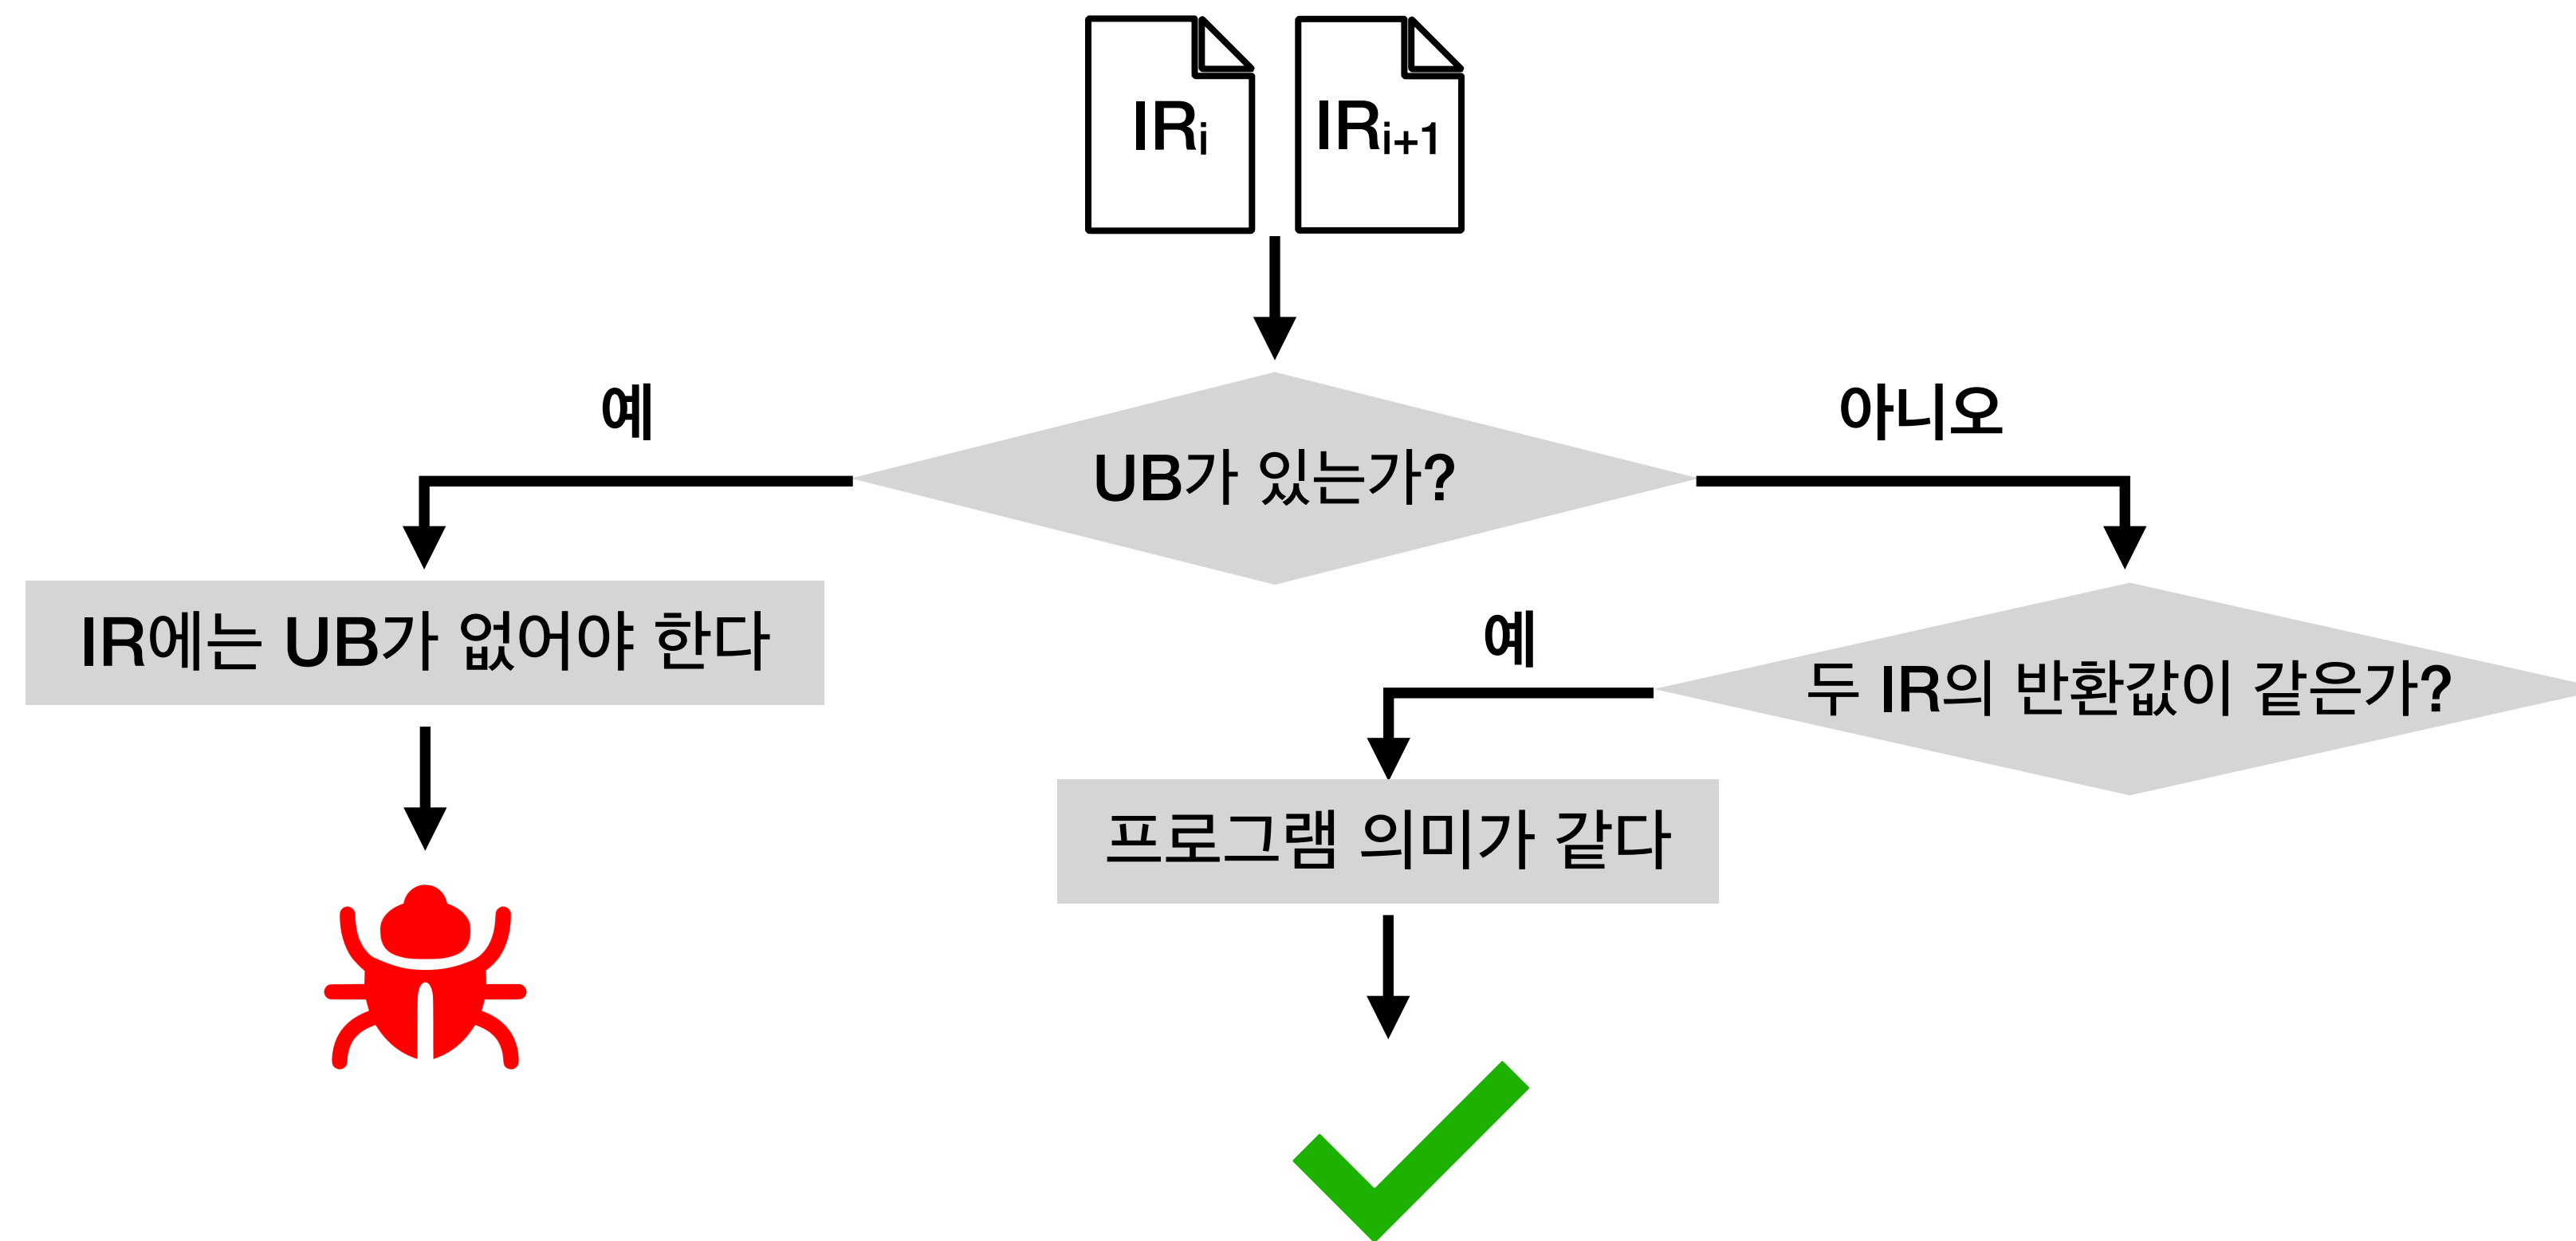 IRi
IRi+1
예
아니오
UB가 있는가?
IR에는 UB가 없어야 한다
예
두 IR의 반환값이 같은가?
프로그램 의미가 같다